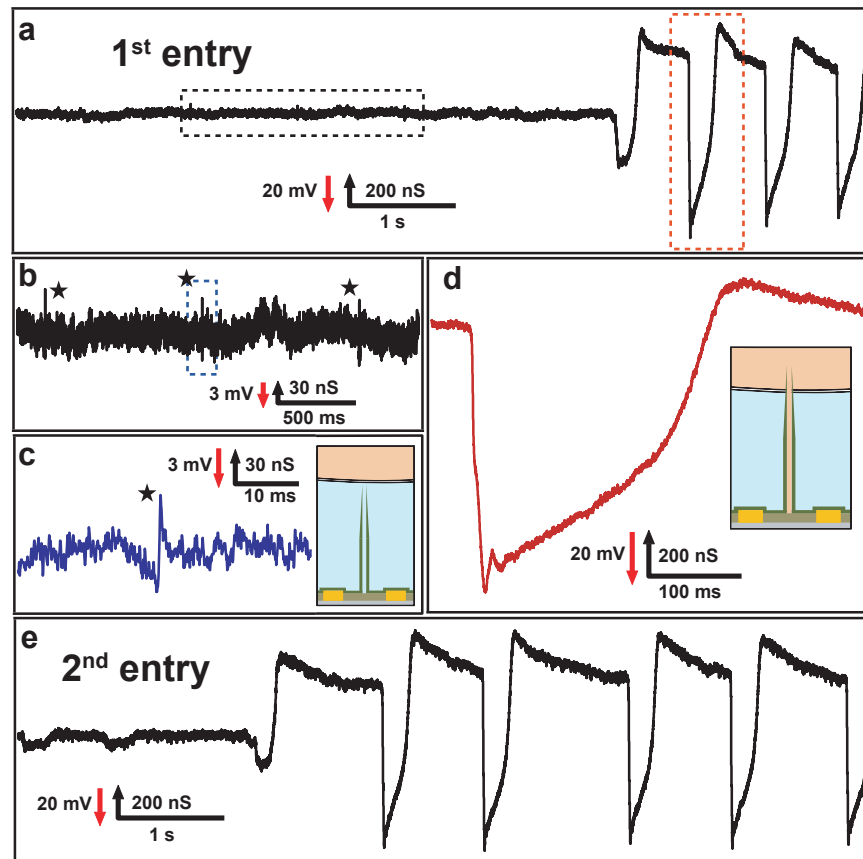 a
1st entry
20 mV
200 nS
1 s
b
3 mV
30 nS
500 ms
c
3 mV
30 nS
10 ms
d
20 mV
200 nS
100 ms
e
2nd entry
20 mV
200 nS
1 s